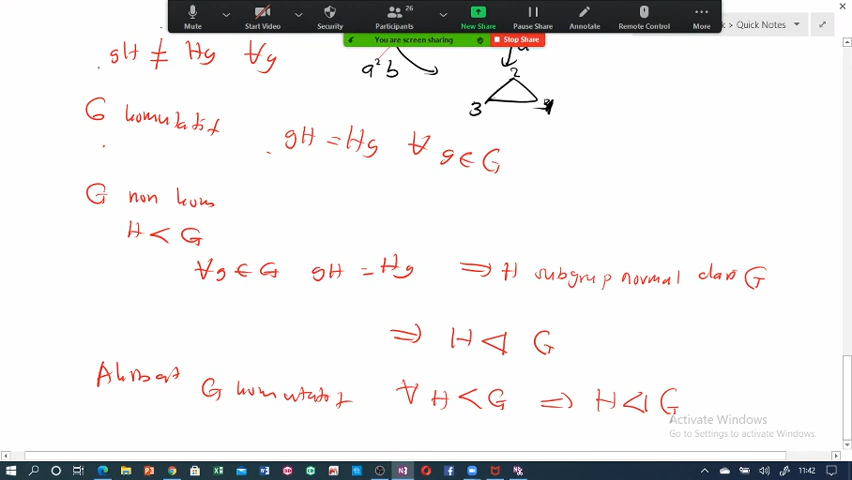 Mute
Start Video
Security
Participants
26
New Share
Pause Share
Annotate
Remote Control
More
k > Quick Notes
You are screen sharing
Stop Share
gH ≠ Hg ∀g
a²b
2
3
G komutatif
gH = Hg ∀ g ∈ G
G non kom
H < G
∀g ∈ G gH = Hg ⇒ H subgrup normal dari G
⇒ H ⊲ G
Akibat G komutatif ∀ H < G ⇒ H ⊲ G
Activate Windows
Go to Settings to activate Windows.
11:42